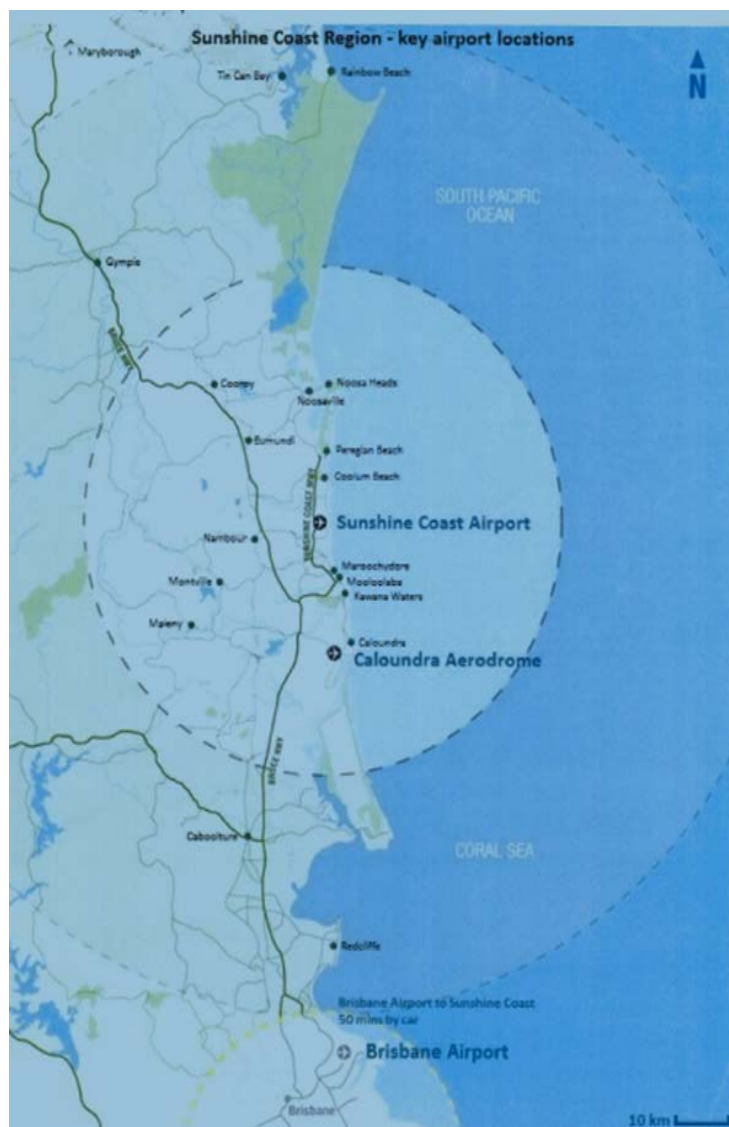 Sunshine Coast Region - key airport locations
Maryborough
Tin Can Bay
Rainbow Beach
N
SOUTH PACIFIC
OCEAN
Gympie
BRUCE HWY
Cooroy
Noosa Heads
Noosaville
Eumundi
Peregian Beach
Coolum Beach
SUNSHINE COAST HWY
Sunshine Coast Airport
Nambour
Maroochydore
Mooloolaba
Montville
Kawana Waters
Maleny
Caloundra
Caloundra Aerodrome
BRUCE HWY
Caboolture
CORAL SEA
Redcliffe
Brisbane Airport to Sunshine Coast
50 mins by car
Brisbane Airport
Brisbane
10 km